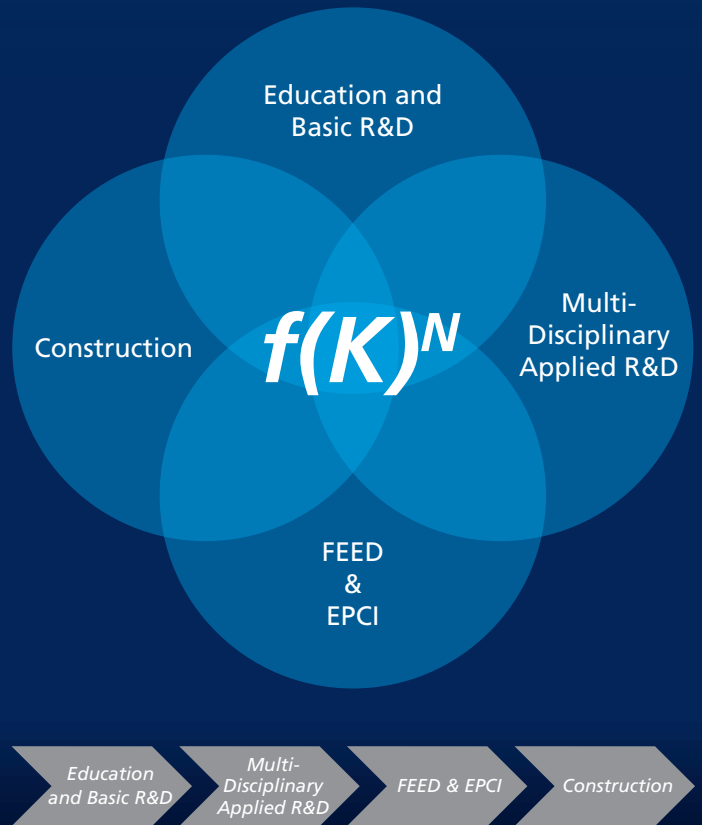 Education and
Basic R&D
Construction
f(K)ᴺ
Multi-
Disciplinary
Applied R&D
FEED
&
EPCI
Education
and Basic R&D
Multi-
Disciplinary
Applied R&D
FEED & EPCI
Construction